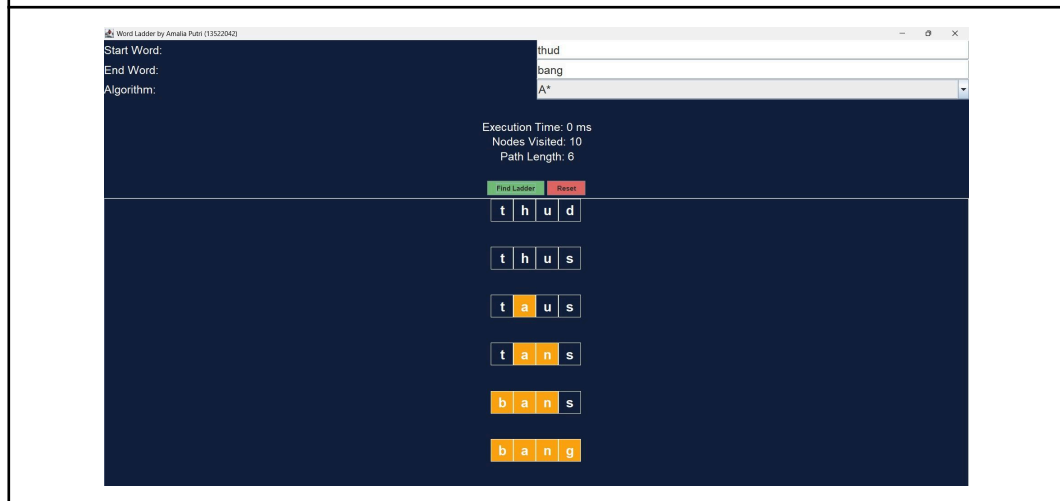 Word Ladder by Amalia Putri (13522042)
Start Word: thud
End Word: bang
Algorithm: A*
Execution Time: 0 ms
Nodes Visited: 10
Path Length: 6
Find Ladder Reset
t h u d
t h u s
t a u s
t a n s
b a n s
b a n g